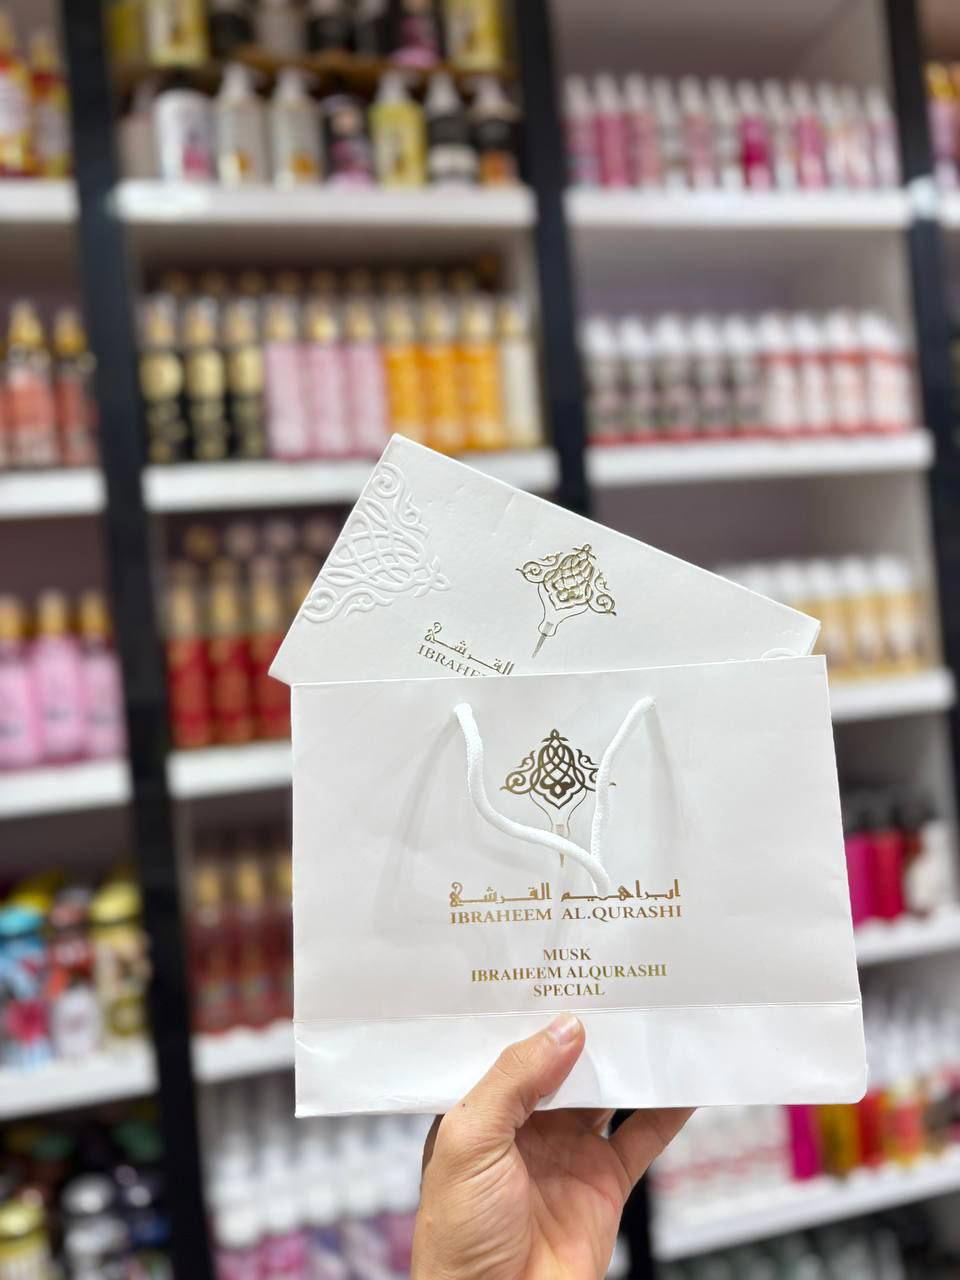 القرشي
IBRAHE
ابراهيم القرشي
IBRAHEEM AL.QURASHI
MUSK
IBRAHEEM ALQURASHI
SPECIAL